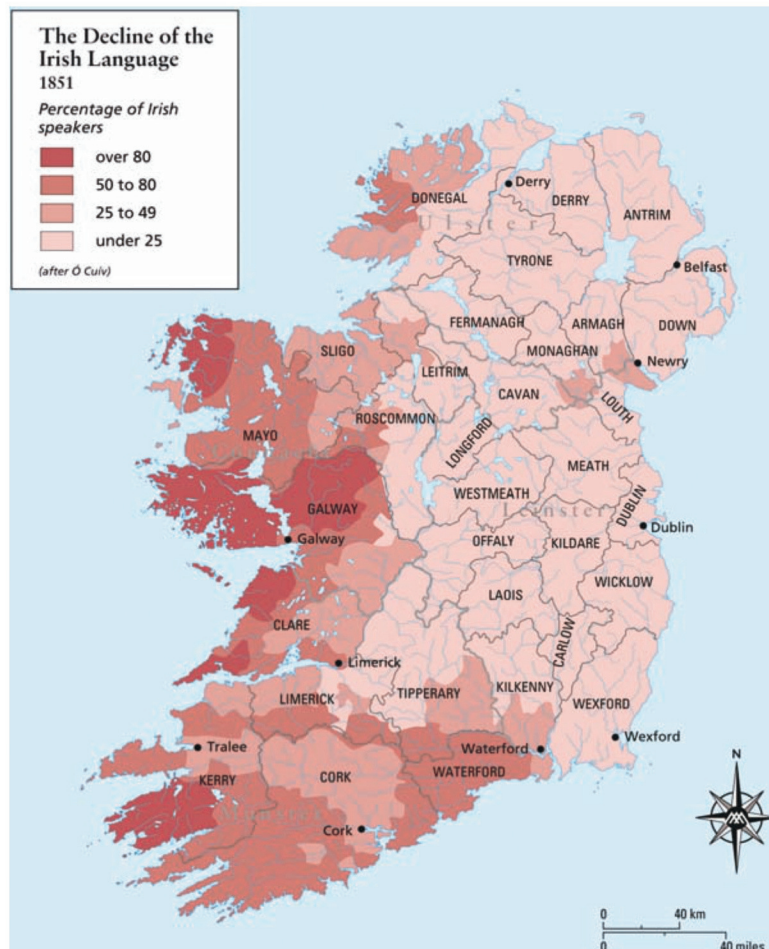 The Decline of the
Irish Language
1851
Percentage of Irish
speakers
over 80
50 to 80
25 to 49
under 25
(after Ó Cuív)
DONEGAL
Derry
DERRY
ANTRIM
Ulster
TYRONE
Belfast
FERMANAGH
ARMAGH
DOWN
MONAGHAN
Newry
SLIGO
LEITRIM
CAVAN
LOUTH
ROSCOMMON
LONGFORD
MAYO
MEATH
WESTMEATH
GALWAY
Leinster
DUBLIN
Dublin
Galway
OFFALY
KILDARE
WICKLOW
LAOIS
CLARE
CARLOW
Limerick
LIMERICK
TIPPERARY
KILKENNY
WEXFORD
Wexford
Tralee
Waterford
WATERFORD
KERRY
CORK
Munster
Cork
N
0 40 km
0 40 miles